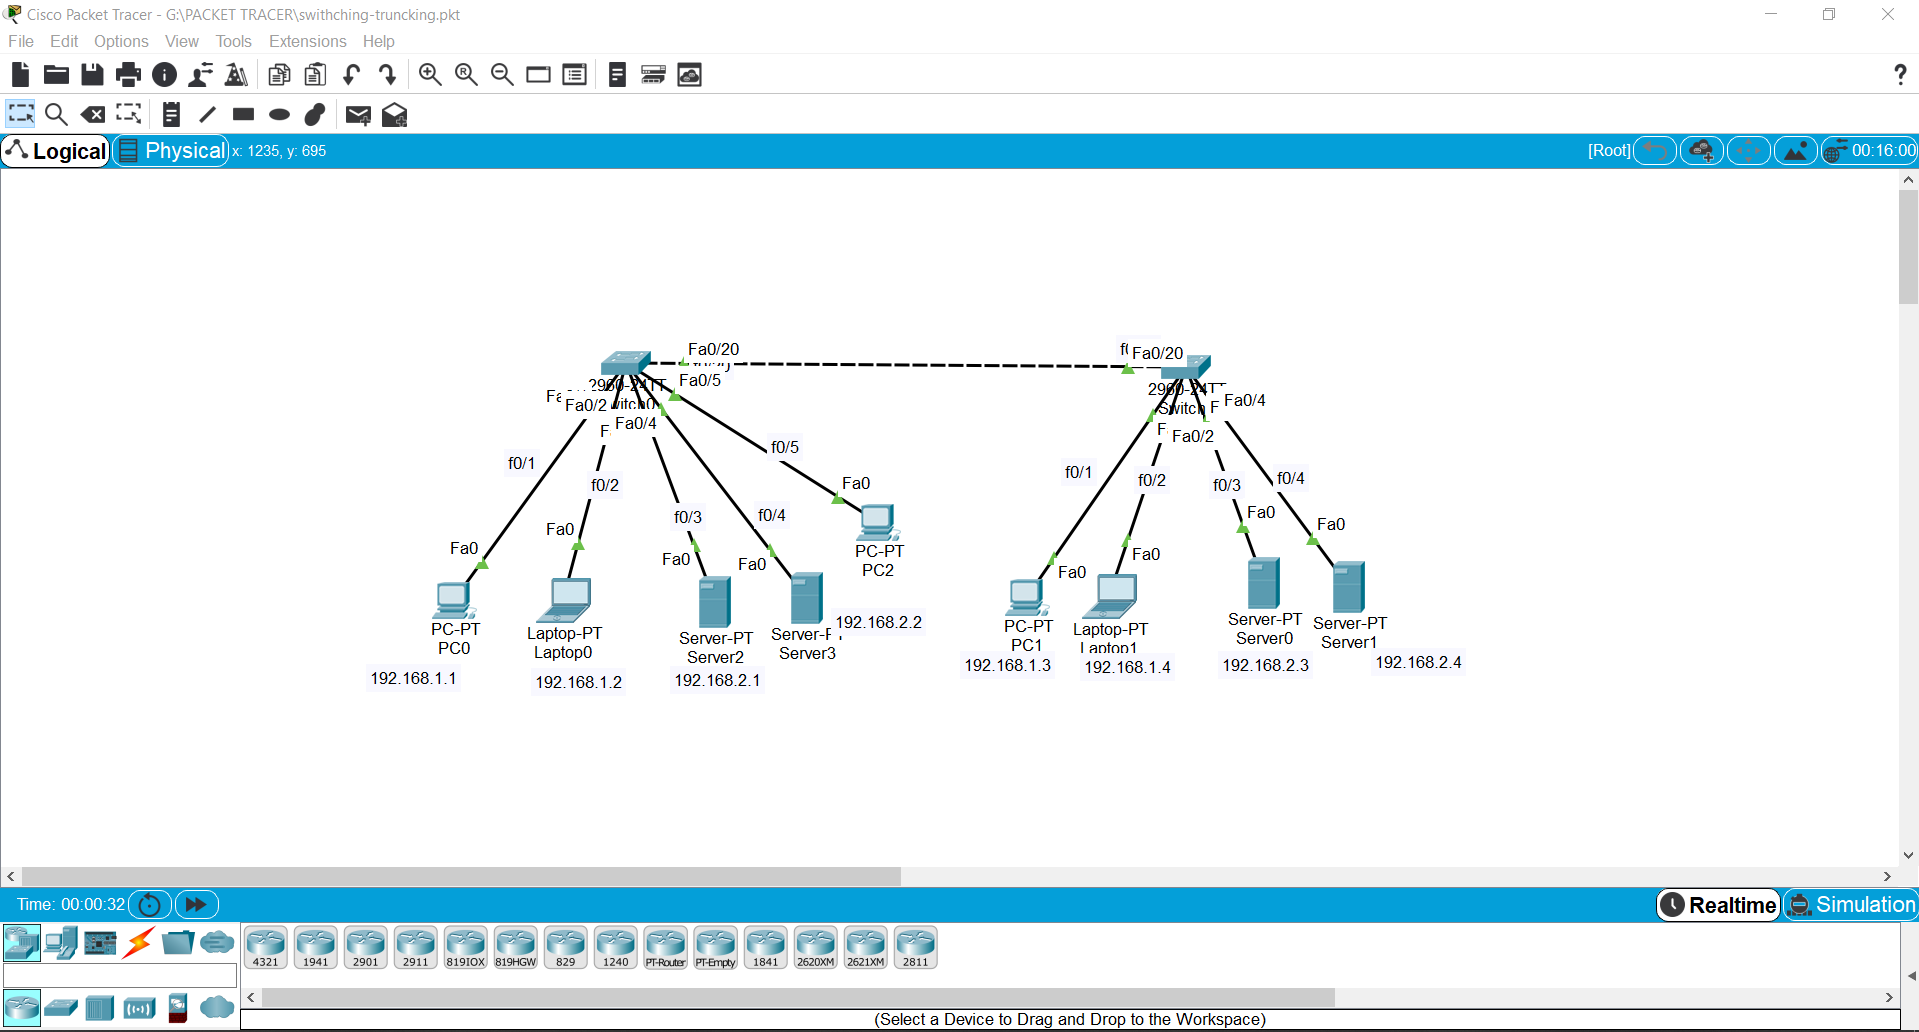 Cisco Packet Tracer - G:\PACKET TRACER\swithching-truncking.pkt
File Edit Options View Tools Extensions Help
?
Logical Physical x: 1235, y: 695 [Root] 00:16:00
Fa0/20
Fa0/20
Fa0/5
2960-24TT
Fa0/2
Fa0/4
2960-24TT
Switch
Fa0/4
Fa0/2
f0/1
f0/2
f0/3
f0/4
f0/5
f0/1
f0/2
f0/3
f0/4
Fa0
Fa0
Fa0
Fa0
Fa0
Fa0
Fa0
Fa0
Fa0
PC-PT
PC0
192.168.1.1
Laptop-PT
Laptop0
192.168.1.2
Server-PT
Server2
192.168.2.1
Server-P
Server3
192.168.2.2
PC-PT
PC2
PC-PT
PC1
192.168.1.3
Laptop-PT
Laptop1
192.168.1.4
Server-PT
Server0
192.168.2.3
Server-PT
Server1
192.168.2.4
Time: 00:00:32 Realtime Simulation
4321 1941 2901 2911 819IOX 819HGW 829 1240 PT-Router PT-Empty 1841 2620XM 2621XM 2811
(Select a Device to Drag and Drop to the Workspace)